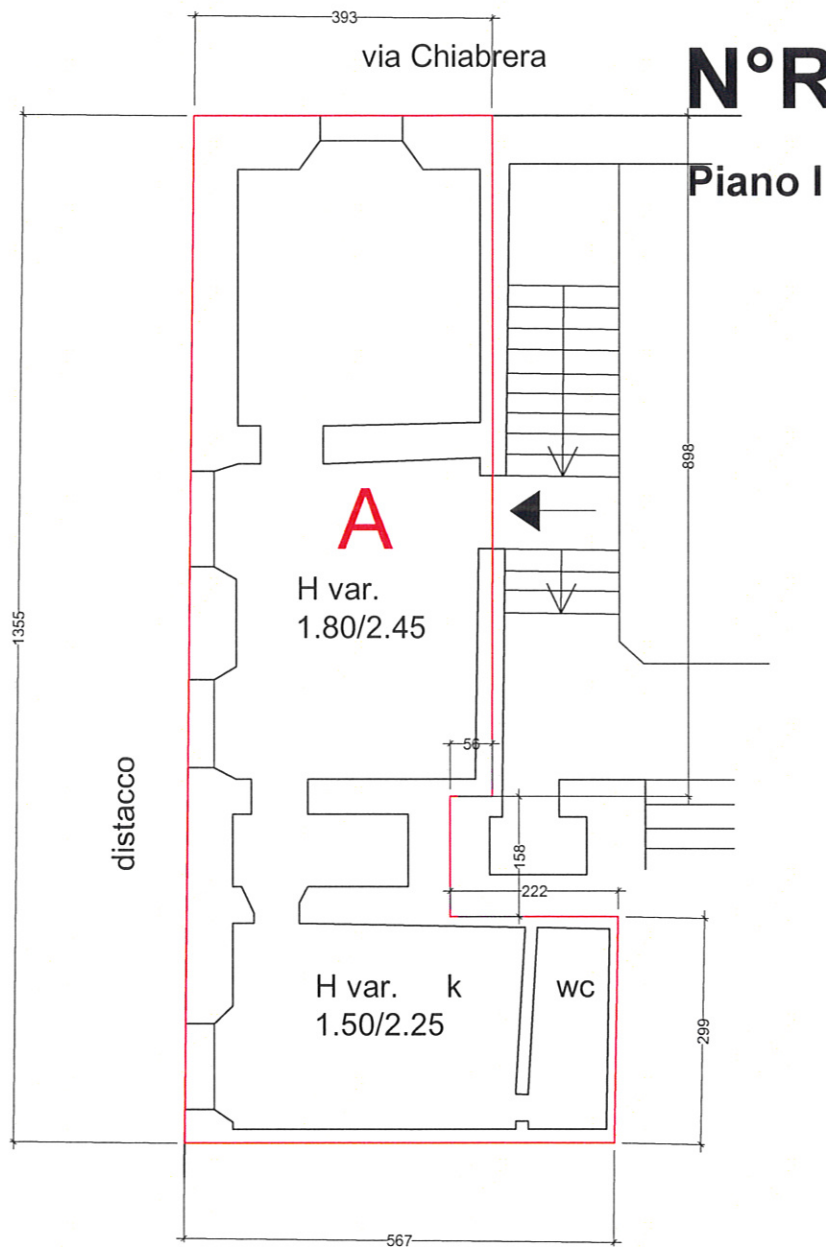 393
via Chiabrera
N°R
Piano I
898
1355
A
H var.
1.80/2.45
56
distacco
158
222
H var. k
1.50/2.25
wc
299
567